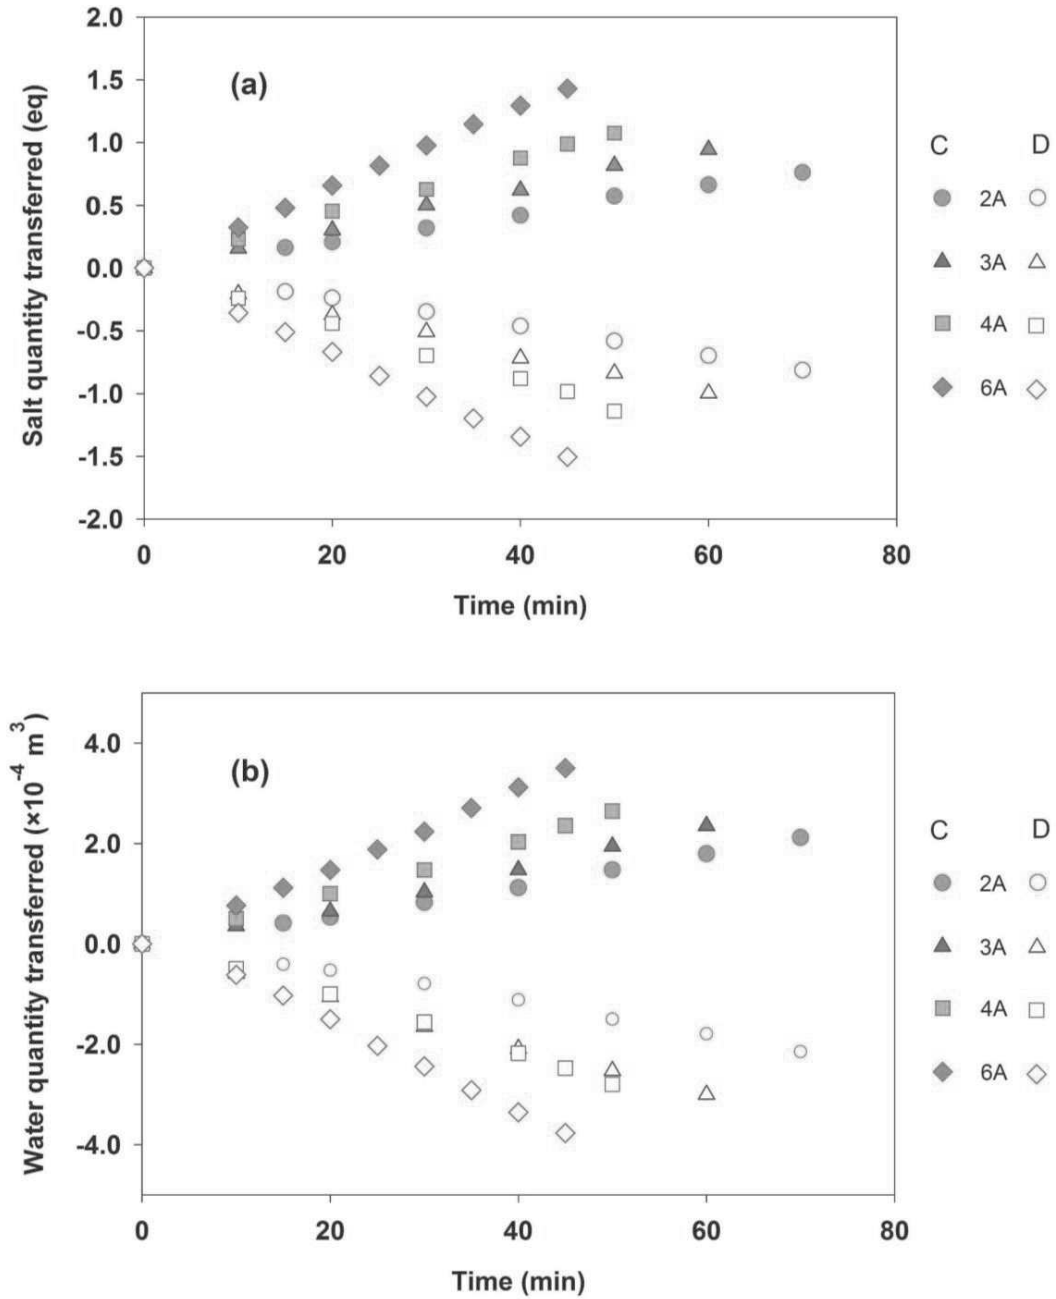 2.0
1.5
1.0
0.5
0.0
-0.5
-1.0
-1.5
-2.0
Salt quantity transferred (eq)
(a)
0 20 40 60 80
Time (min)
C D
2A
3A
4A
6A
4.0
2.0
0.0
-2.0
-4.0
Water quantity transferred (×10⁻⁴ m³)
(b)
0 20 40 60 80
Time (min)
C D
2A
3A
4A
6A